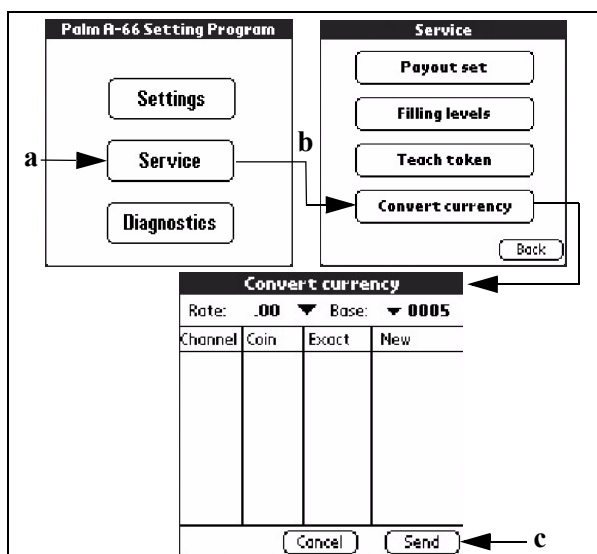 Palm A-66 Setting Program
Settings
a
Service
Diagnostics
Service
Payout set
Filling levels
b
Teach token
Convert currency
Back
Convert currency
Rate: .00 Base: 0005
Channel Coin Exact New
Cancel Send
c